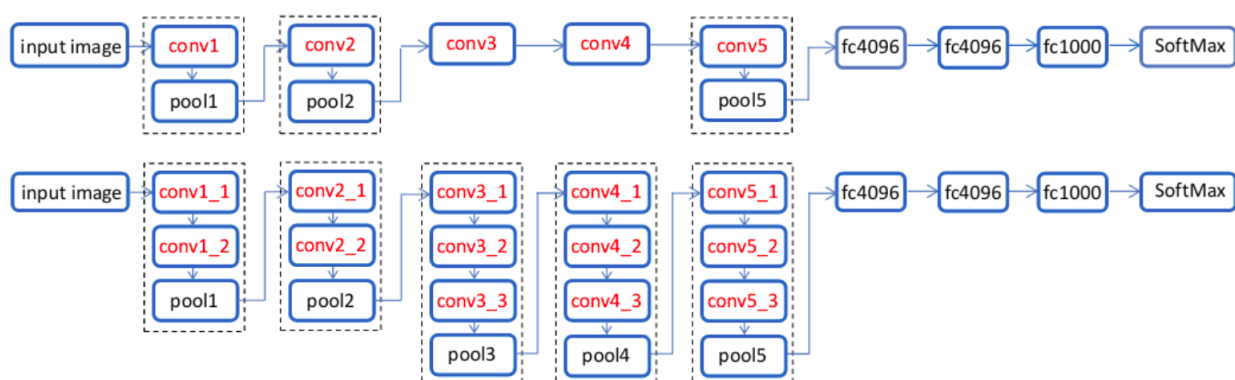 input image
conv1
pool1
conv2
pool2
conv3
conv4
conv5
pool5
fc4096
fc4096
fc1000
SoftMax
input image
conv1_1
conv1_2
pool1
conv2_1
conv2_2
pool2
conv3_1
conv3_2
conv3_3
pool3
conv4_1
conv4_2
conv4_3
pool4
conv5_1
conv5_2
conv5_3
pool5
fc4096
fc4096
fc1000
SoftMax